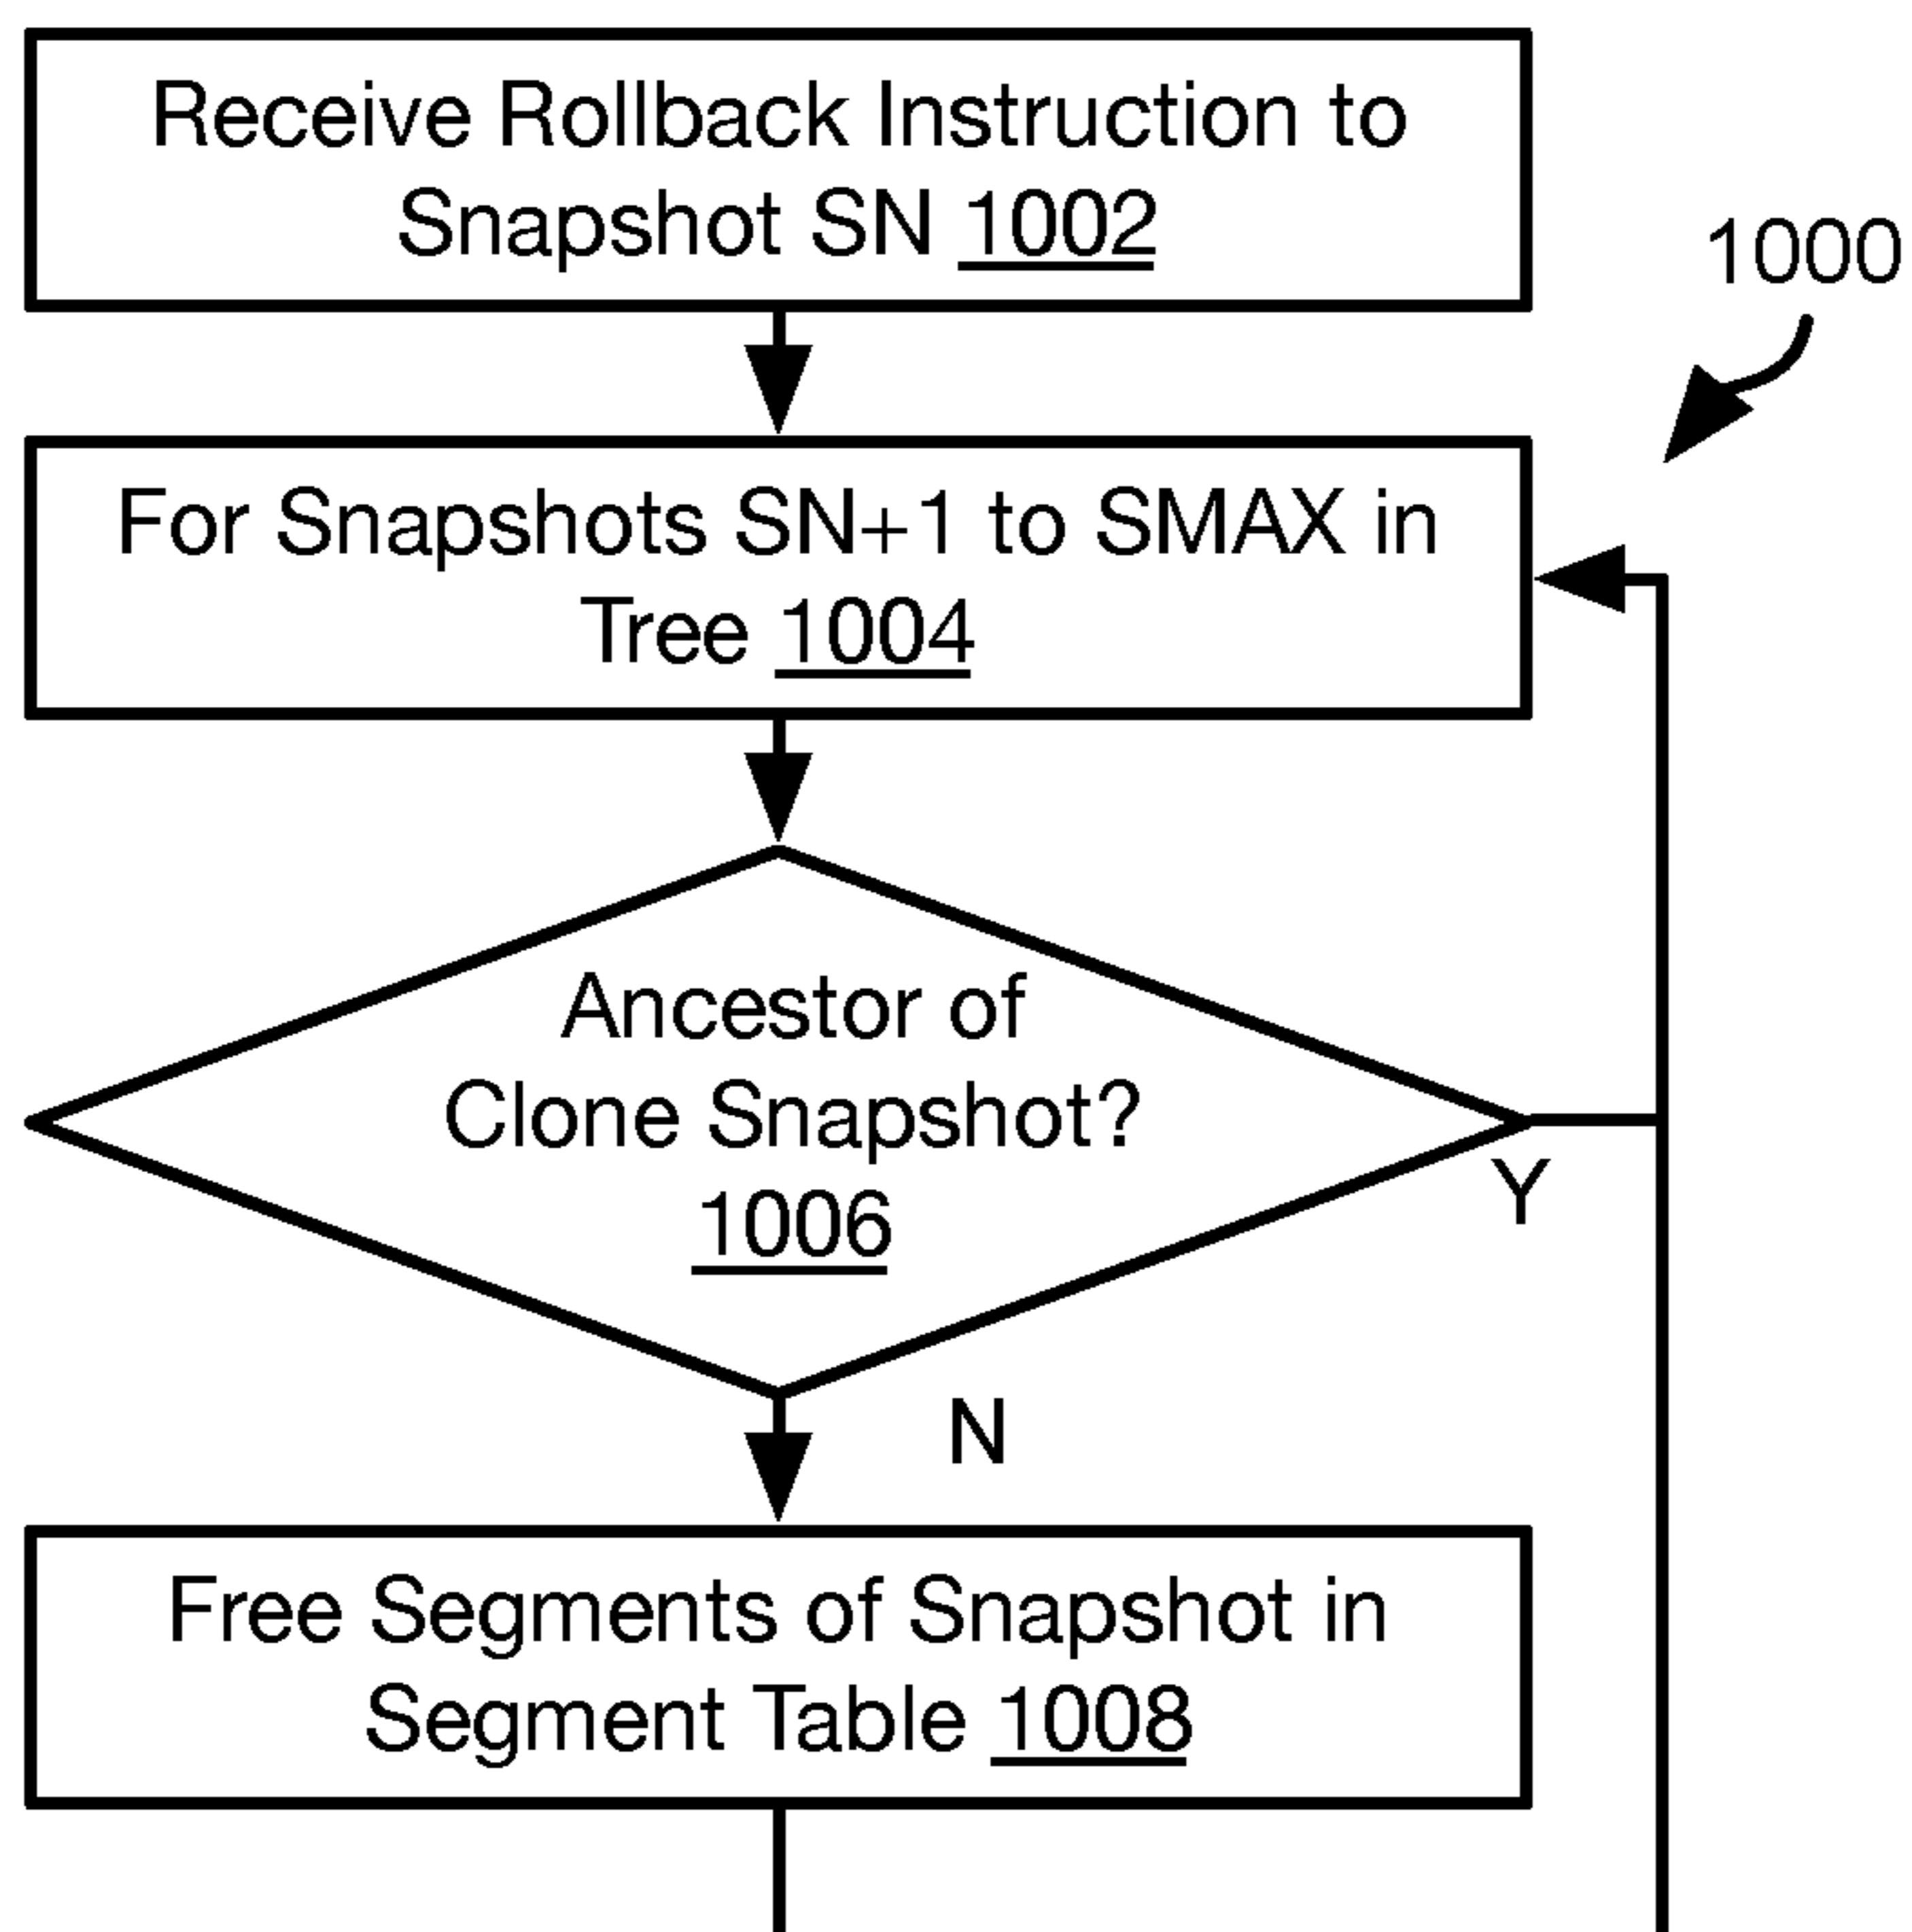 Receive Rollback Instruction to
Snapshot SN 1002
1000
For Snapshots SN+1 to SMAX in
Tree 1004
Ancestor of
Clone Snapshot?
1006
Y
N
Free Segments of Snapshot in
Segment Table 1008